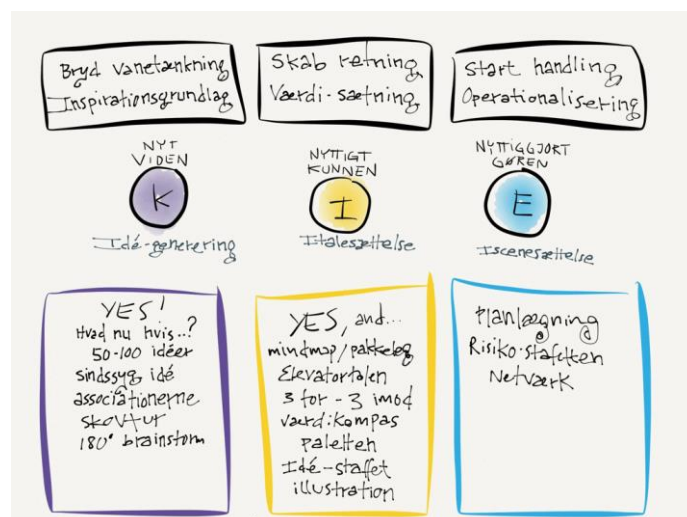 Bryd vanetænkning
Inspirationsgrundlag
Skab retning
Værdi-sætning
Start handling
Operationalisering
NYT
VIDEN
K
Idé-generering
NYTTIGT
KUNNEN
I
Italesættelse
NYTTIGGJORT
GØREN
E
Iscenesættelse
YES!
Hvad nu hvis..?
50-100 idéer
sindssyg idé
associationerne
skovtur
180° brainstorm
YES, and...
mindmap/pakkeleg
Elevatortalen
3 for - 3 imod
værdikompas
paletten
Idé-stafet
illustration
Planlægning
Risiko-stafetten
Netværk